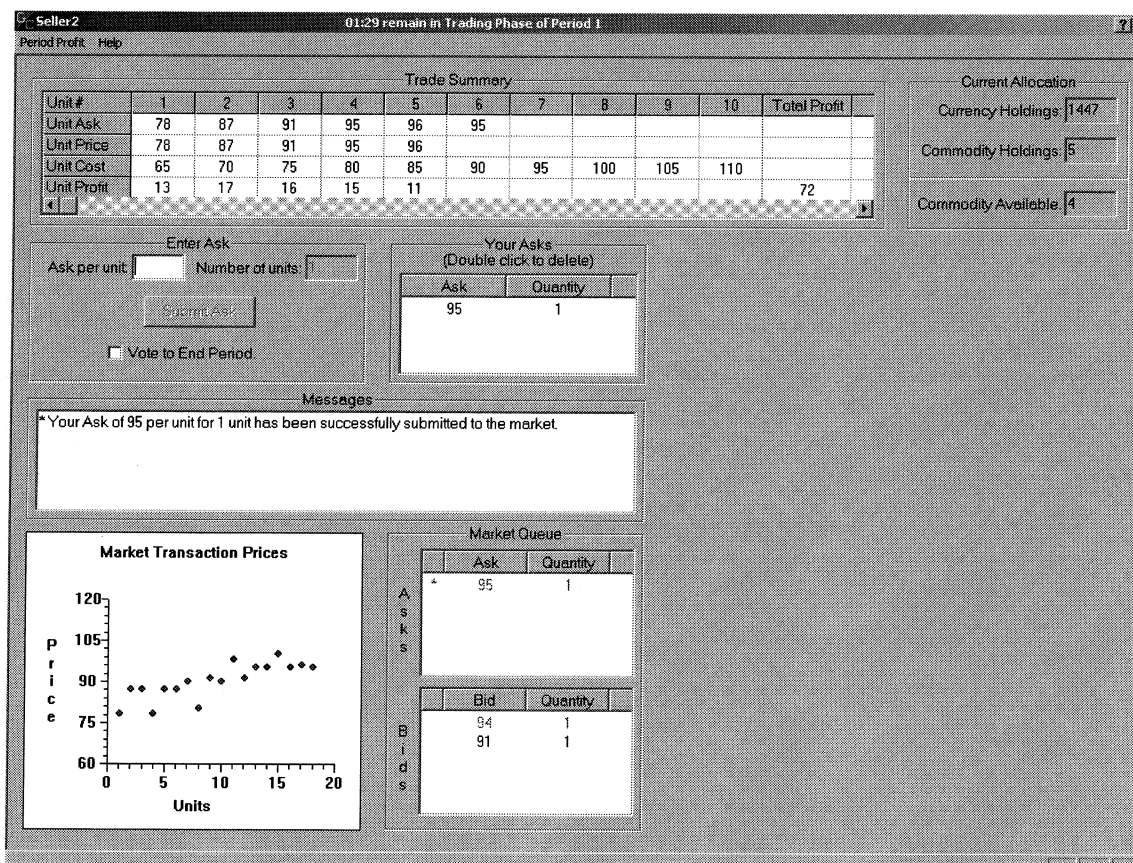 Seller2 01:29 remain in Trading Phase of Period 1 ?
Period Profit Help
Trade Summary
Unit # 1 2 3 4 5 6 7 8 9 10 Total Profit
Unit Ask 78 87 91 95 96 95
Unit Price 78 87 91 95 96
Unit Cost 65 70 75 80 85 90 95 100 105 110
Unit Profit 13 17 16 15 11 72
Current Allocation
Currency Holdings: 1447
Commodity Holdings: 5
Commodity Available: 4
Enter Ask
Ask per unit: Number of units: 1
Submit Ask
Vote to End Period.
Your Asks
(Double click to delete)
Ask Quantity
95 1
Messages
* Your Ask of 95 per unit for 1 unit has been successfully submitted to the market.
Market Transaction Prices
Price
120
105
90
75
60
0 5 10 15 20
Units
Market Queue
Asks
Ask Quantity
* 95 1
Bids
Bid Quantity
94 1
91 1